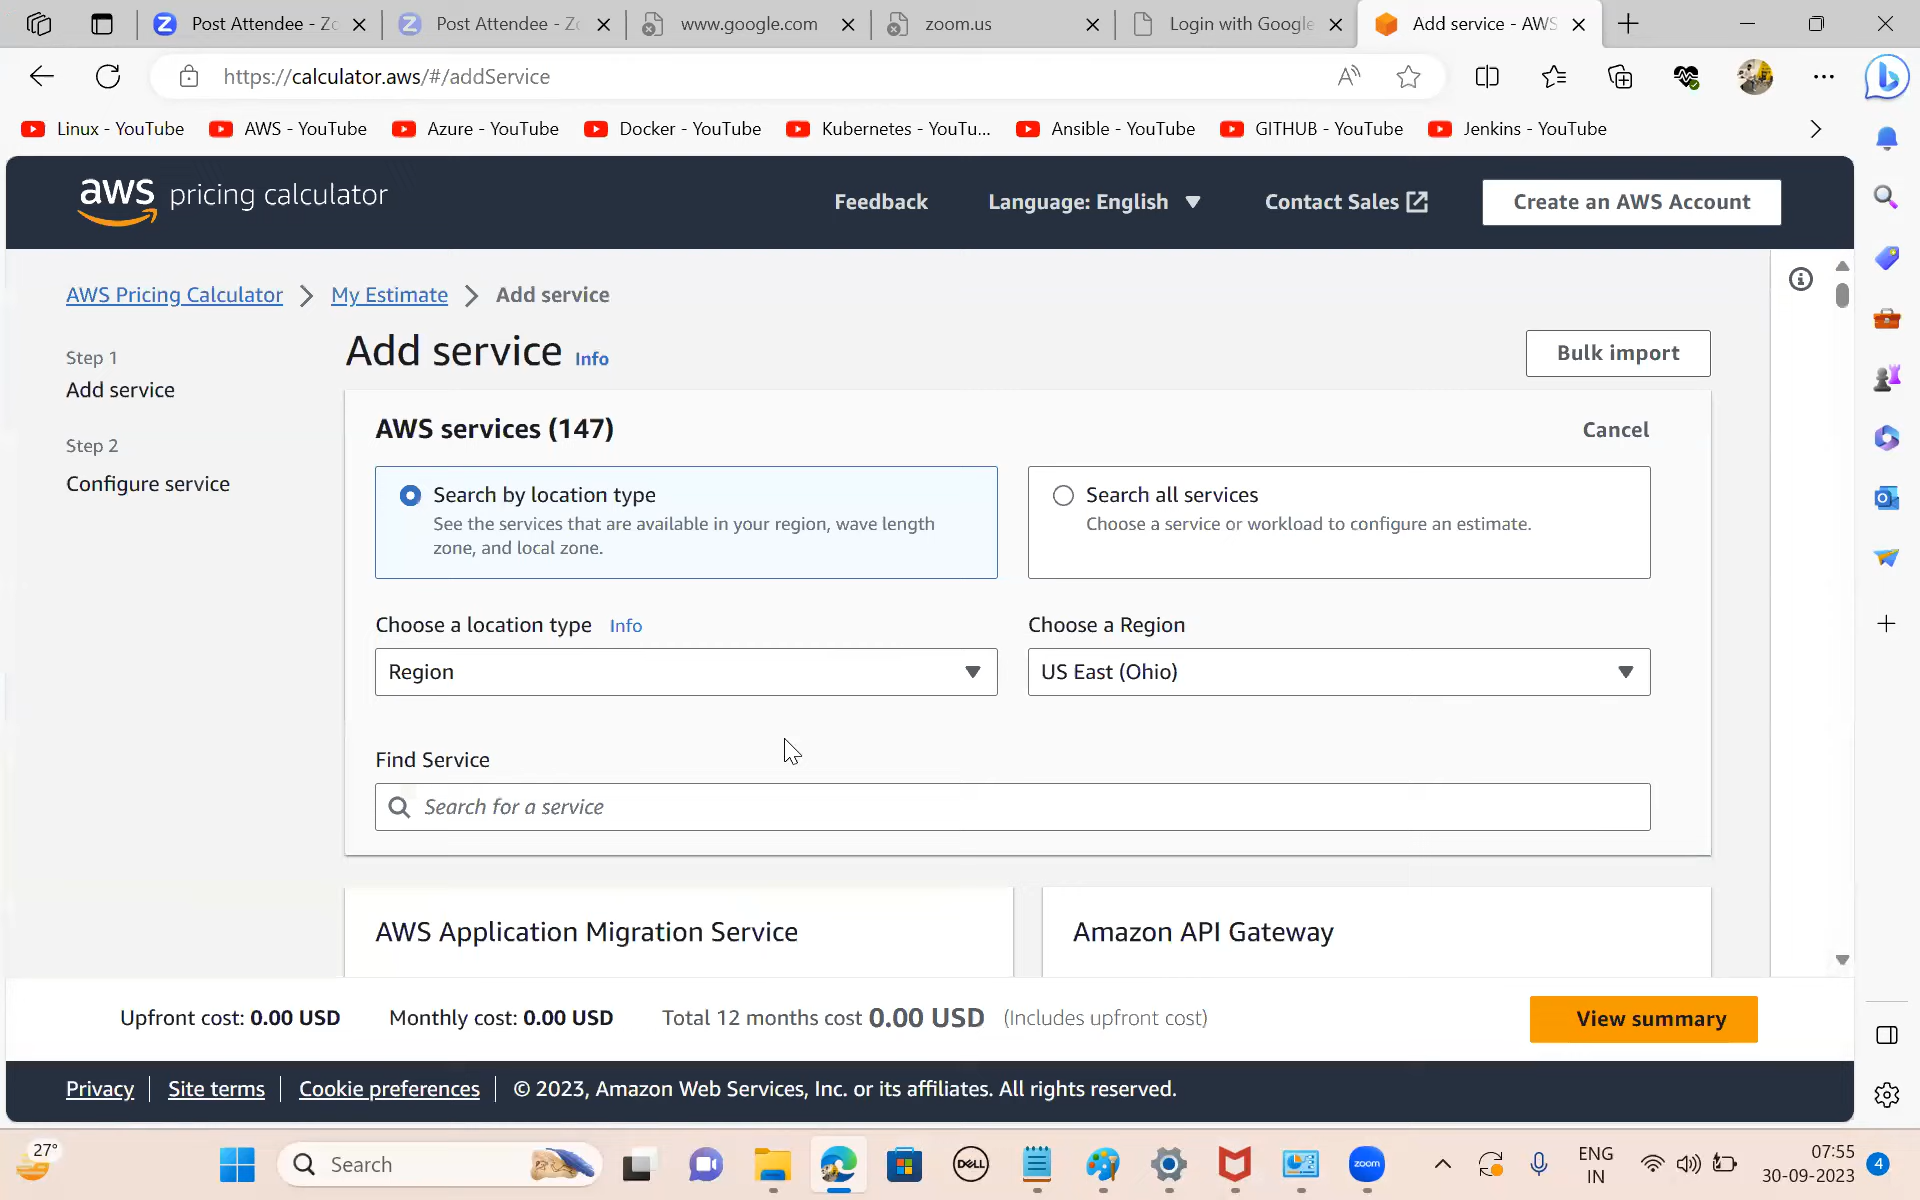 Post Attendee - Zo
Post Attendee - Zo
www.google.com
zoom.us
Login with Google
Add service - AWS
https://calculator.aws/#/addService
Linux - YouTube
AWS - YouTube
Azure - YouTube
Docker - YouTube
Kubernetes - YouTu...
Ansible - YouTube
GITHUB - YouTube
Jenkins - YouTube
aws pricing calculator
Feedback
Language: English
Contact Sales
Create an AWS Account
AWS Pricing Calculator
My Estimate
Add service
Step 1
Add service
Step 2
Configure service
Add service Info
Bulk import
AWS services (147)
Cancel
Search by location type
See the services that are available in your region, wave length
zone, and local zone.
Search all services
Choose a service or workload to configure an estimate.
Choose a location type Info
Region
Choose a Region
US East (Ohio)
Find Service
Search for a service
AWS Application Migration Service
Amazon API Gateway
Upfront cost: 0.00 USD
Monthly cost: 0.00 USD
Total 12 months cost 0.00 USD (Includes upfront cost)
View summary
Privacy
Site terms
Cookie preferences
© 2023, Amazon Web Services, Inc. or its affiliates. All rights reserved.
27°
Search
DELL
zoom
ENG
IN
07:55
30-09-2023
4